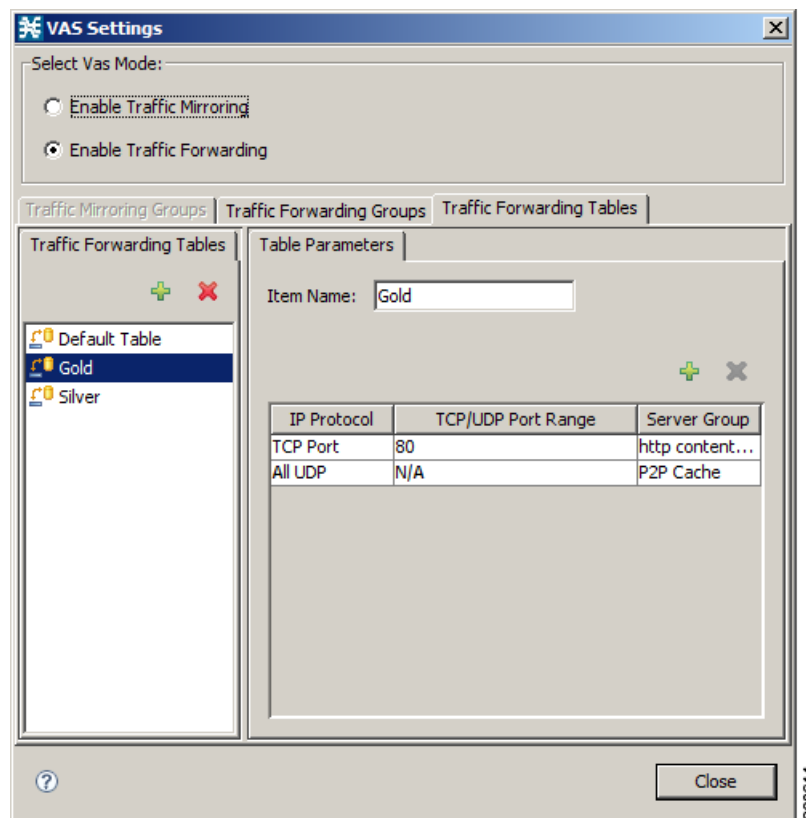 VAS Settings
Select Vas Mode:
Enable Traffic Mirroring
Enable Traffic Forwarding
Traffic Mirroring Groups Traffic Forwarding Groups Traffic Forwarding Tables
Traffic Forwarding Tables
Default Table
Gold
Silver
Table Parameters
Item Name: Gold
IP Protocol TCP/UDP Port Range Server Group
TCP Port 80 http content...
All UDP N/A P2P Cache
Close